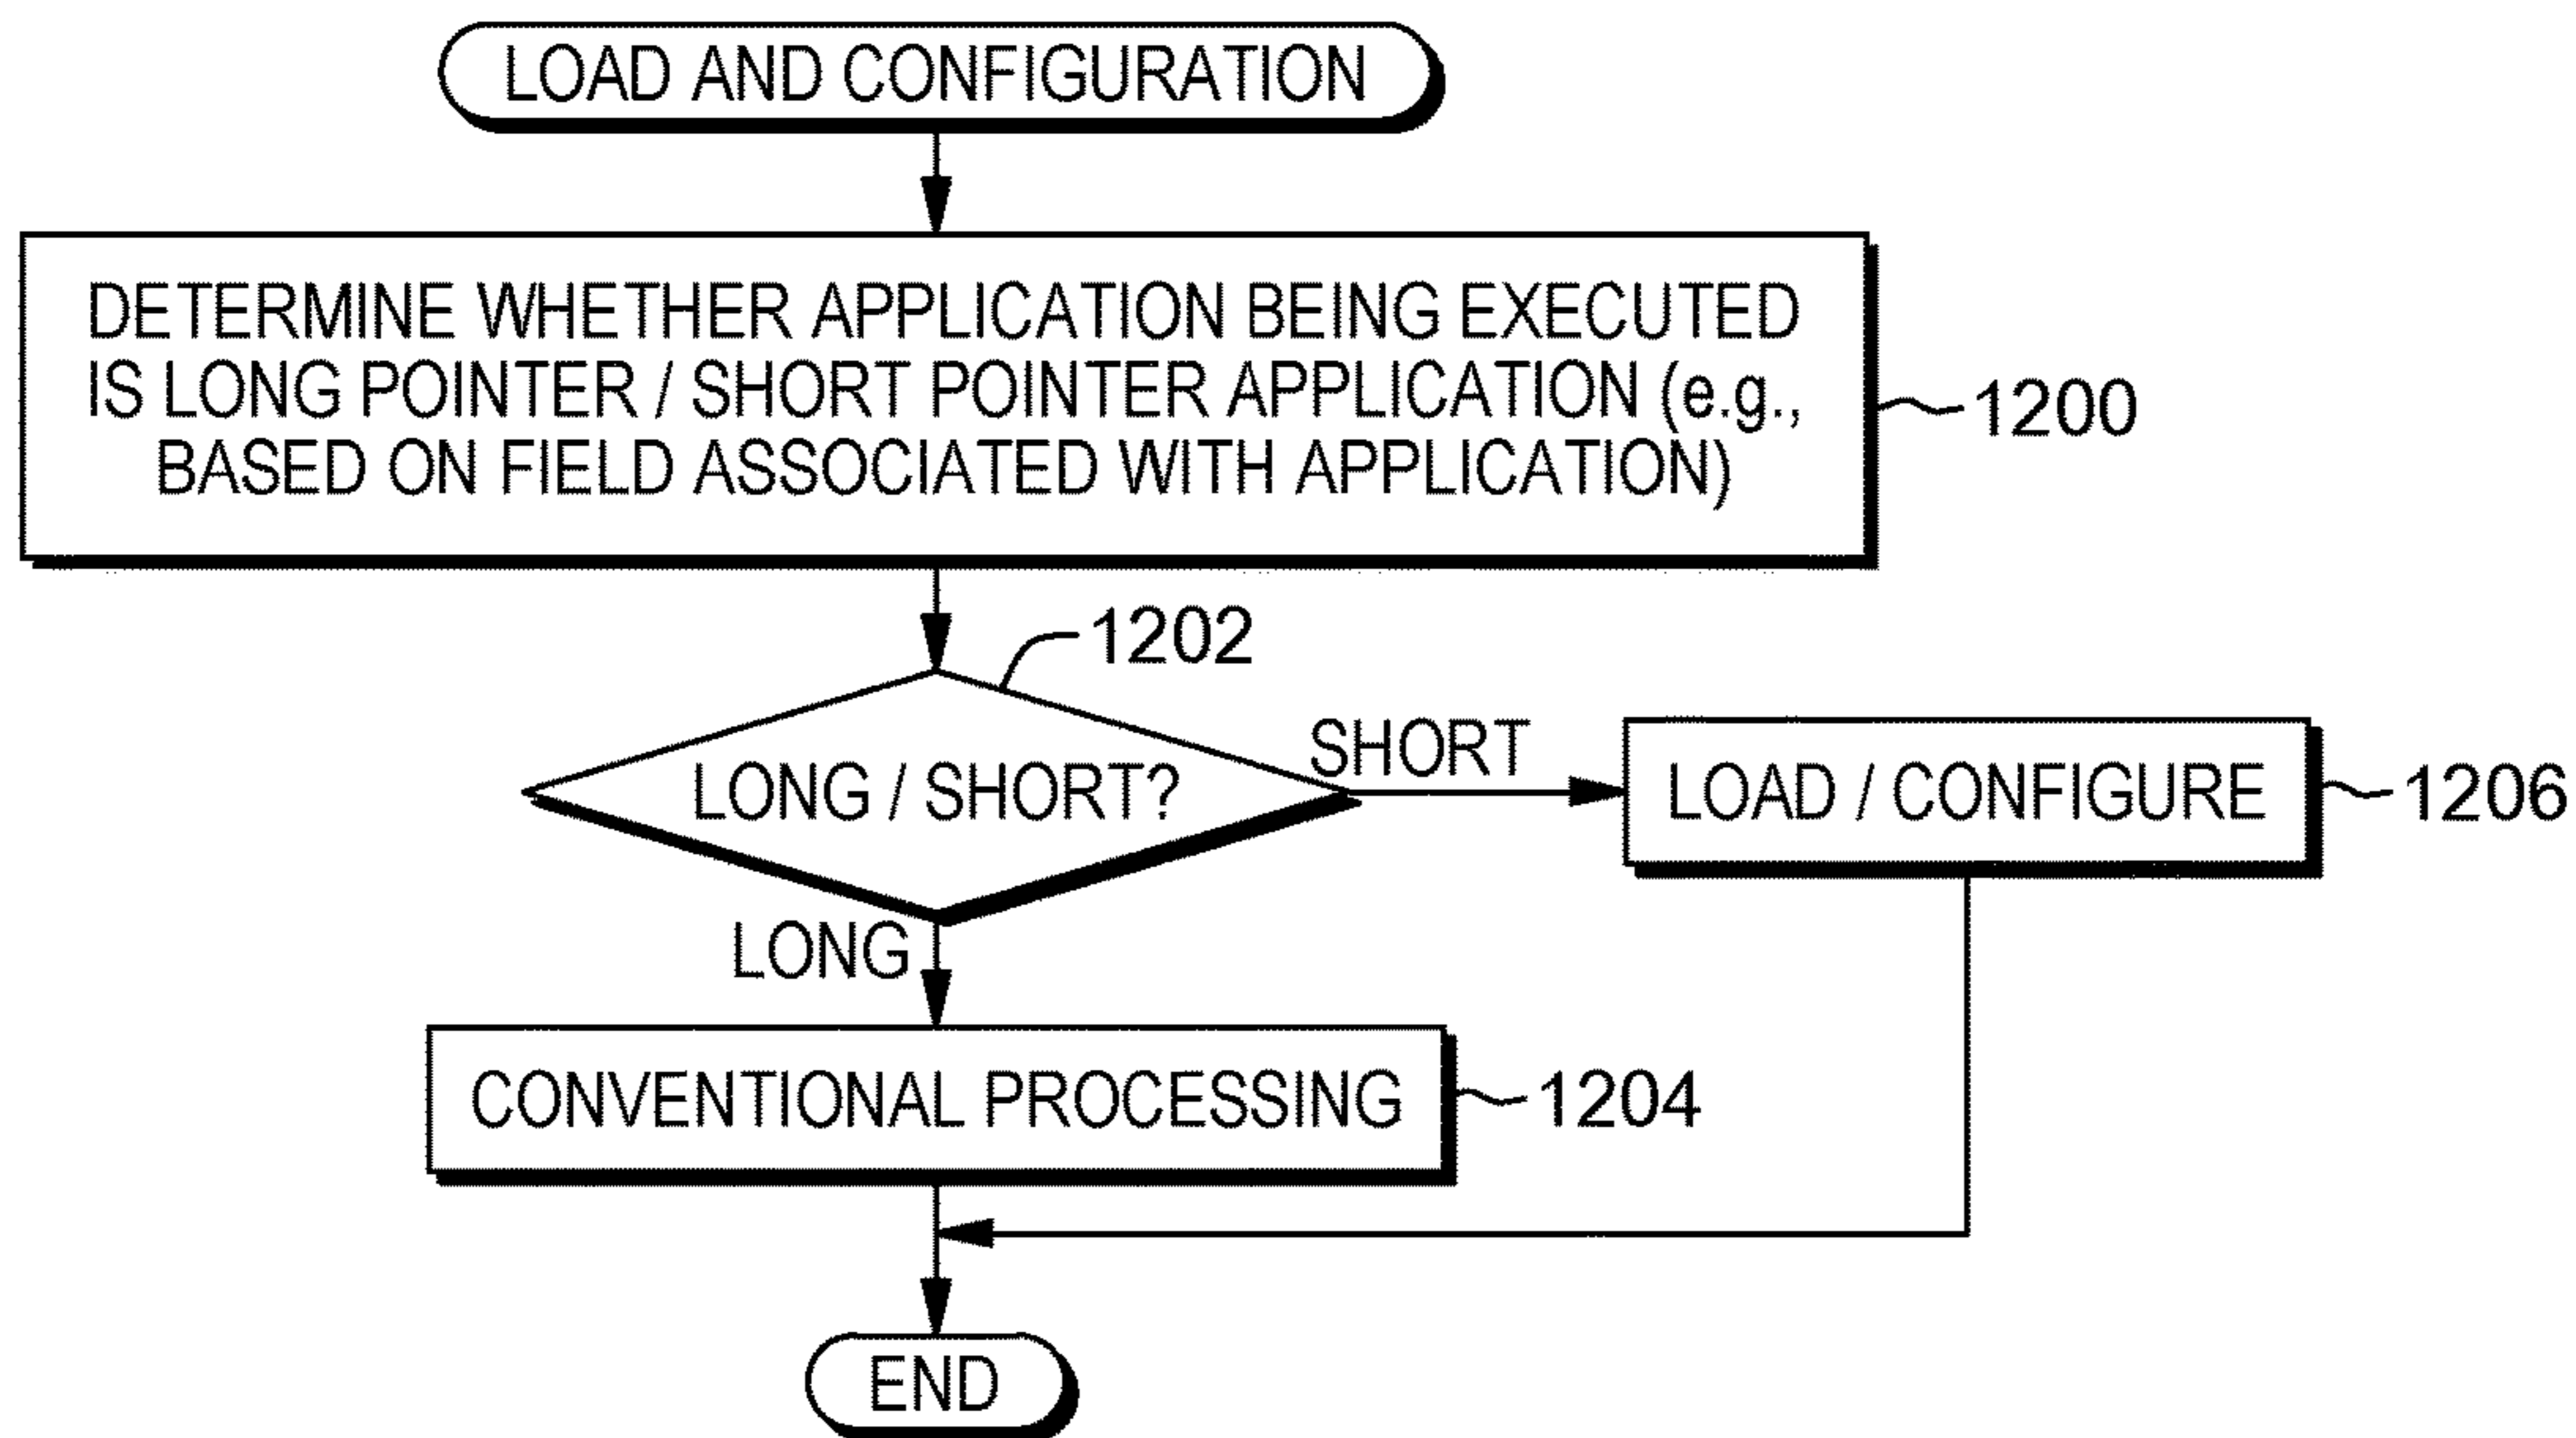 LOAD AND CONFIGURATION
DETERMINE WHETHER APPLICATION BEING EXECUTED
IS LONG POINTER / SHORT POINTER APPLICATION (e.g.,
BASED ON FIELD ASSOCIATED WITH APPLICATION)
1200
1202
LONG / SHORT?
SHORT
LOAD / CONFIGURE
1206
LONG
CONVENTIONAL PROCESSING
1204
END